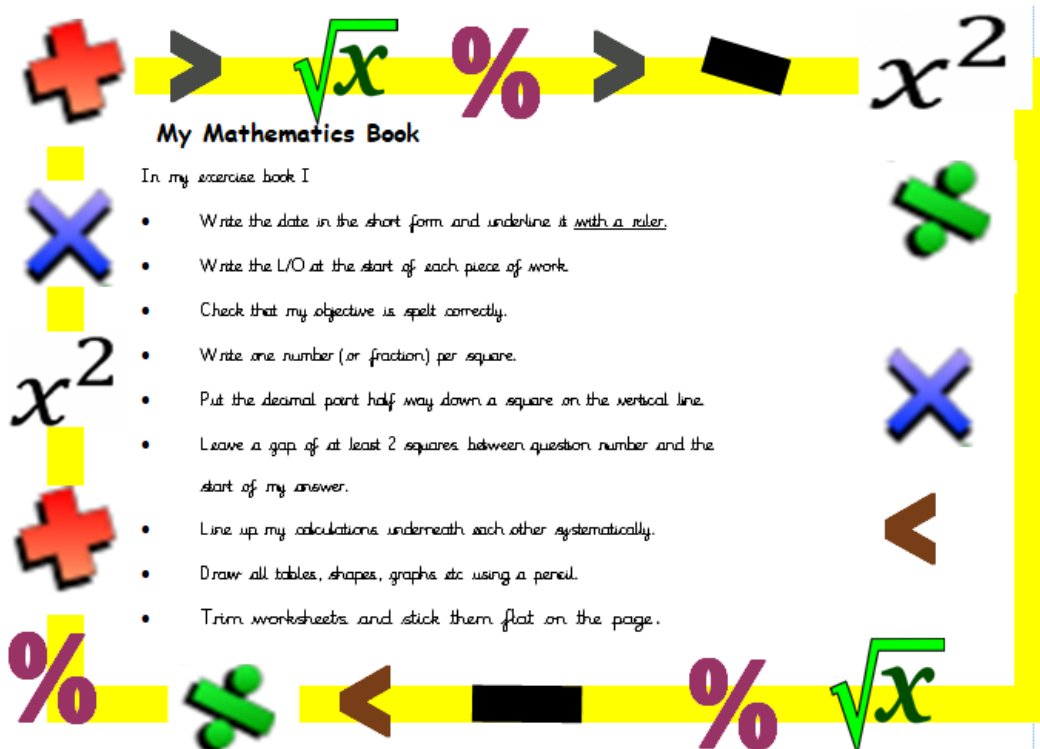 > √x % > - x²
My Mathematics Book
In my exercise book I
• Write the date in the short form and underline it with a ruler.
• Write the L/O at the start of each piece of work.
• Check that my objective is spelt correctly.
• Write one number (or fraction) per square.
x²
• Put the decimal point half way down a square on the vertical line.
• Leave a gap of at least 2 squares between question number and the
start of my answer.
<
• Line up my calculations underneath each other systematically.
• Draw all tables, shapes, graphs etc using a pencil.
• Trim worksheets and stick them flat on the page.
% ÷ < - % √x